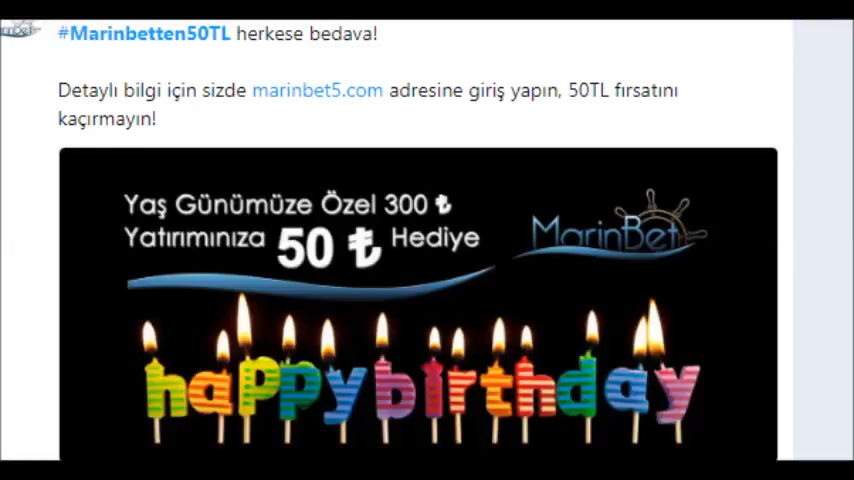 #Marinbetten50TL herkese bedava!
Detaylı bilgi için sizde marinbet5.com adresine giriş yapın, 50TL fırsatını
kaçırmayın!
Yaş Günümüze Özel 300 ₺
Yatırımınıza 50 ₺ Hediye
MarinBet
happybirthday